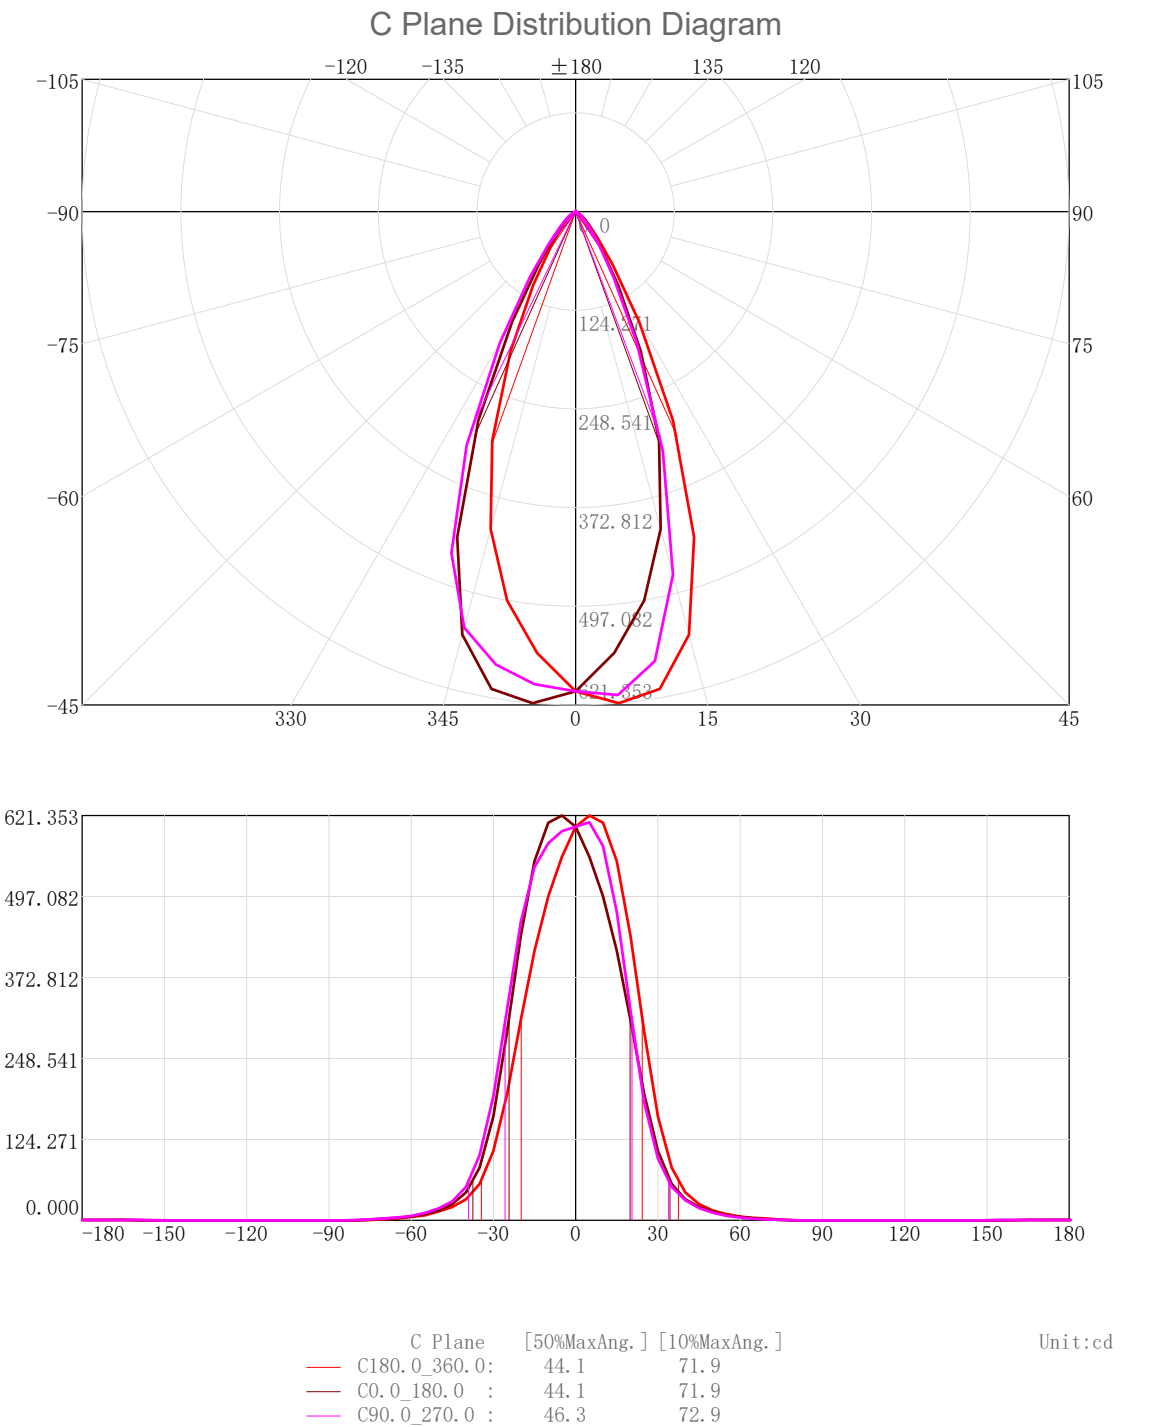 C Plane Distribution Diagram
-120 -135 ±180 135 120
-105 105
-90 90
0
124.271
-75 75
248.541
-60 60
372.812
497.082
621.353
-45 330 345 0 15 30 45
621.353
497.082
372.812
248.541
124.271
0.000
-180 -150 -120 -90 -60 -30 0 30 60 90 120 150 180
C Plane [50%MaxAng.] [10%MaxAng.] Unit:cd
C180.0_360.0: 44.1 71.9
C0.0_180.0 : 44.1 71.9
C90.0_270.0 : 46.3 72.9